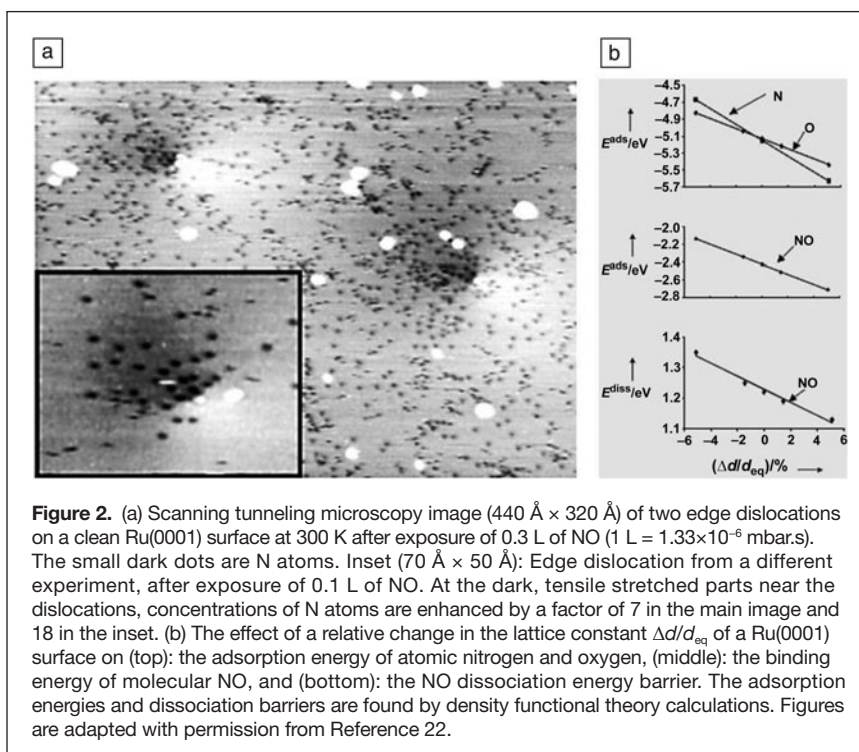 a
b
-4.5
-4.7
-4.9
-5.1
-5.3
-5.5
-5.7
E^ads/eV
N
O
-2.0
-2.2
-2.4
-2.6
-2.8
E^ads/eV
NO
1.4
1.3
1.2
1.1
E^diss/eV
NO
-6 -4 -2 0 2 4 6
(Δd/d_eq)/%
Figure 2. (a) Scanning tunneling microscopy image (440 Å × 320 Å) of two edge dislocations
on a clean Ru(0001) surface at 300 K after exposure of 0.3 L of NO (1 L = 1.33×10⁻⁶ mbar.s).
The small dark dots are N atoms. Inset (70 Å × 50 Å): Edge dislocation from a different
experiment, after exposure of 0.1 L of NO. At the dark, tensile stretched parts near the
dislocations, concentrations of N atoms are enhanced by a factor of 7 in the main image and
18 in the inset. (b) The effect of a relative change in the lattice constant Δd/d_eq of a Ru(0001)
surface on (top): the adsorption energy of atomic nitrogen and oxygen, (middle): the binding
energy of molecular NO, and (bottom): the NO dissociation energy barrier. The adsorption
energies and dissociation barriers are found by density functional theory calculations. Figures
are adapted with permission from Reference 22.